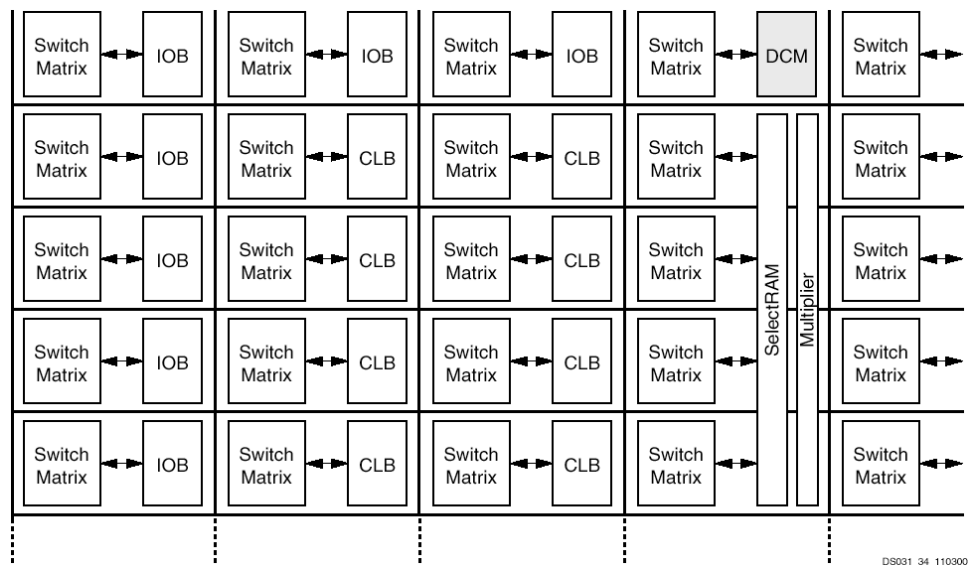 Switch
Matrix
IOB
Switch
Matrix
IOB
Switch
Matrix
IOB
Switch
Matrix
DCM
Switch
Matrix
Switch
Matrix
IOB
Switch
Matrix
CLB
Switch
Matrix
CLB
Switch
Matrix
Switch
Matrix
Switch
Matrix
IOB
Switch
Matrix
CLB
Switch
Matrix
CLB
Switch
Matrix
SelectRAM
Multiplier
Switch
Matrix
Switch
Matrix
IOB
Switch
Matrix
CLB
Switch
Matrix
CLB
Switch
Matrix
Switch
Matrix
Switch
Matrix
IOB
Switch
Matrix
CLB
Switch
Matrix
CLB
Switch
Matrix
Switch
Matrix
DS031_34_110300